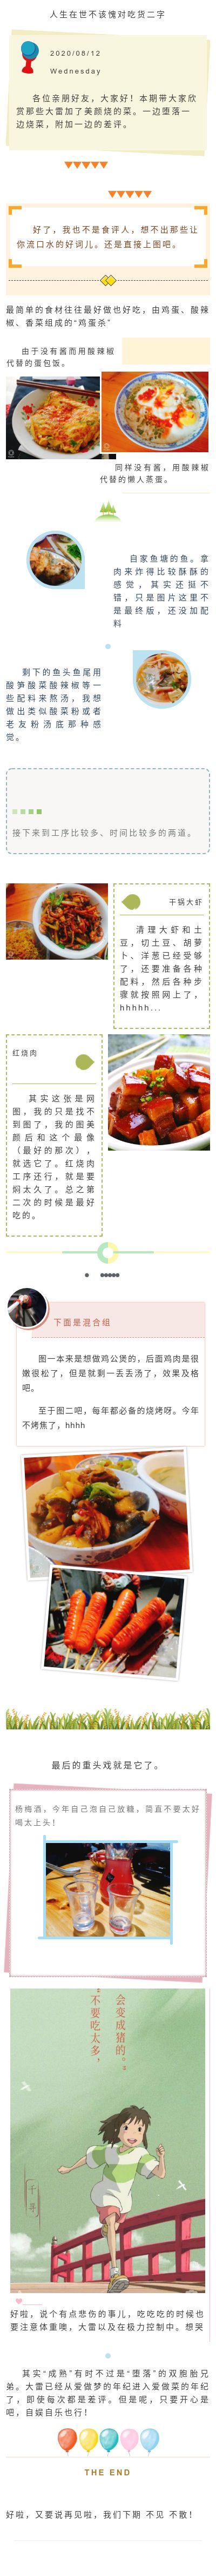 人生在世不该愧对吃货二字
2020/08/12
Wednesday
各位亲朋好友，大家好！本期带大家欣
赏那些大雷加了美颜烧的菜。一边堕落一
边烧菜，附加一边的差评。
好了，我也不是食评人，想不出那些让
你流口水的好词儿。还是直接上图吧。
最简单的食材往往最好做也好吃，由鸡蛋、酸辣
椒、香菜组成的“鸡蛋杀”
由于没有酱而用酸辣椒
代替的蛋包饭。
同样没有酱，用酸辣椒
代替的懒人蒸蛋。
自家鱼塘的鱼。拿
肉来炸得比较酥酥的
感觉，其实还挺不
错，只是图片这里不
是最终版，还没加配
料
剩下的鱼头鱼尾用
酸笋酸菜酸辣椒等一
些配料来熬汤，我想
做出类似酸菜粉或者
老友粉汤底那种感
觉。
接下来到工序比较多、时间比较多的两道。
干锅大虾
清理大虾和土
豆，切土豆、胡萝
卜、洋葱已经受够
了，还要准备各种
配料，然后各种步
骤就按照网上了，
hhhhh...
红烧肉
其实这张是网
图，我的只是找不
到图了，我的图美
颜后和这个最像
（最好的那次），
就选它了。红烧肉
工序还行，就是要
焖太久了。总之第
二次的时候是最好
吃的。
下面是混合组
图一本来是想做鸡公煲的，后面鸡肉是很
嫩很松了，但是就剩一丢丢汤了，效果及格
吧。
至于图二吧，每年都必备的烧烤呀。今年
不烤焦了，hhhh
最后的重头戏就是它了。
杨梅酒，今年自己泡自己放糖，简直不要太好
喝太上头！
不要吃太多，
会变成猪的。
千寻
好啦，说个有点悲伤的事儿，吃吃吃的时候也
要注意体重噢，大雷以及在极力控制中。想哭
其实“成熟”有时不过是“堕落”的双胞胎兄
弟。大雷已经从爱做梦的年纪进入爱做菜的年纪
了，即使每次都是差评。但是呢，只要开心是
吧，自娱自乐也行！
THE END
好啦，又要说再见啦，我们下期 不见 不散！